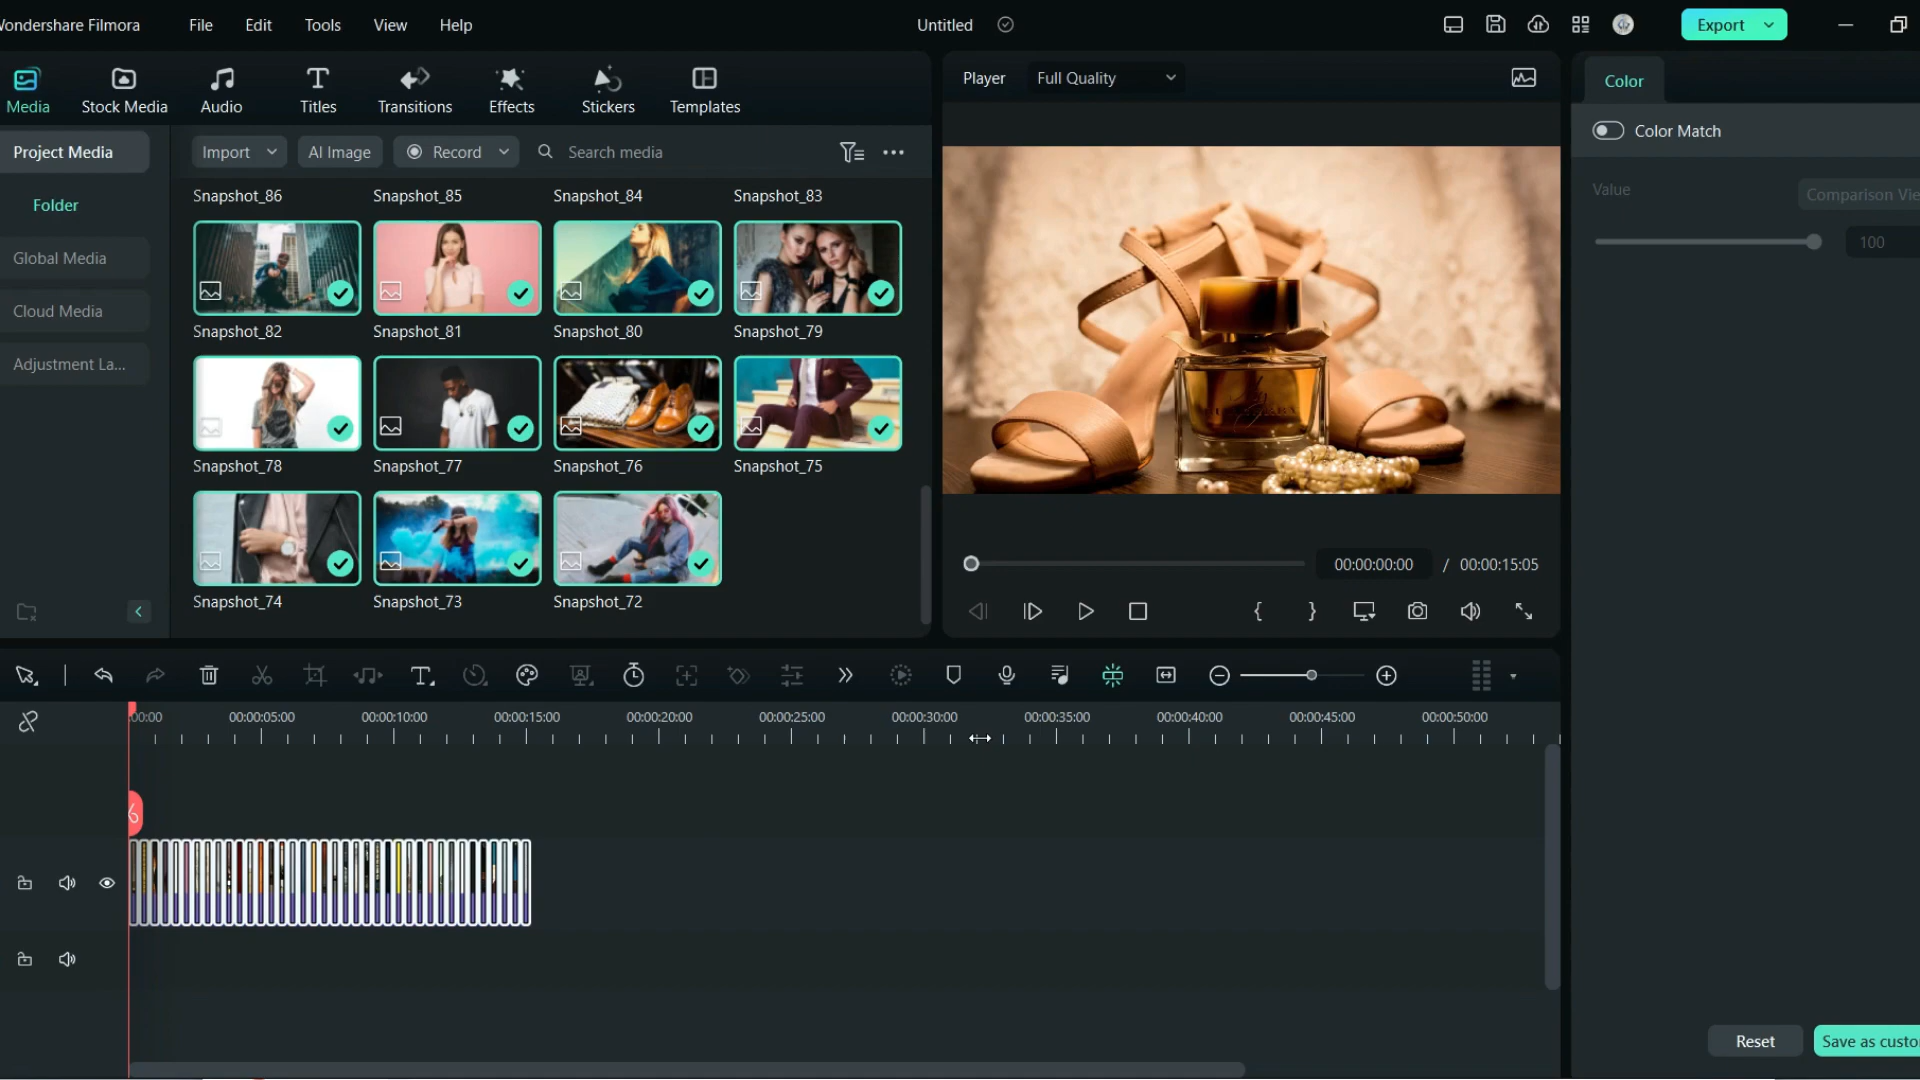 Wondershare Filmora File Edit Tools View Help Untitled Export
Media Stock Media Audio Titles Transitions Effects Stickers Templates
Player Full Quality
Color
Project Media
Import AI Image Record Search media
Color Match
Folder
Global Media
Cloud Media
Adjustment La...
Snapshot_86 Snapshot_85 Snapshot_84 Snapshot_83
Snapshot_82 Snapshot_81 Snapshot_80 Snapshot_79
Snapshot_78 Snapshot_77 Snapshot_76 Snapshot_75
Snapshot_74 Snapshot_73 Snapshot_72
Value Comparison Vie
100
00:00:00:00 / 00:00:15:05
:00:00 00:00:05:00 00:00:10:00 00:00:15:00 00:00:20:00 00:00:25:00 00:00:30:00 00:00:35:00 00:00:40:00 00:00:45:00 00:00:50:00
Reset Save as custo